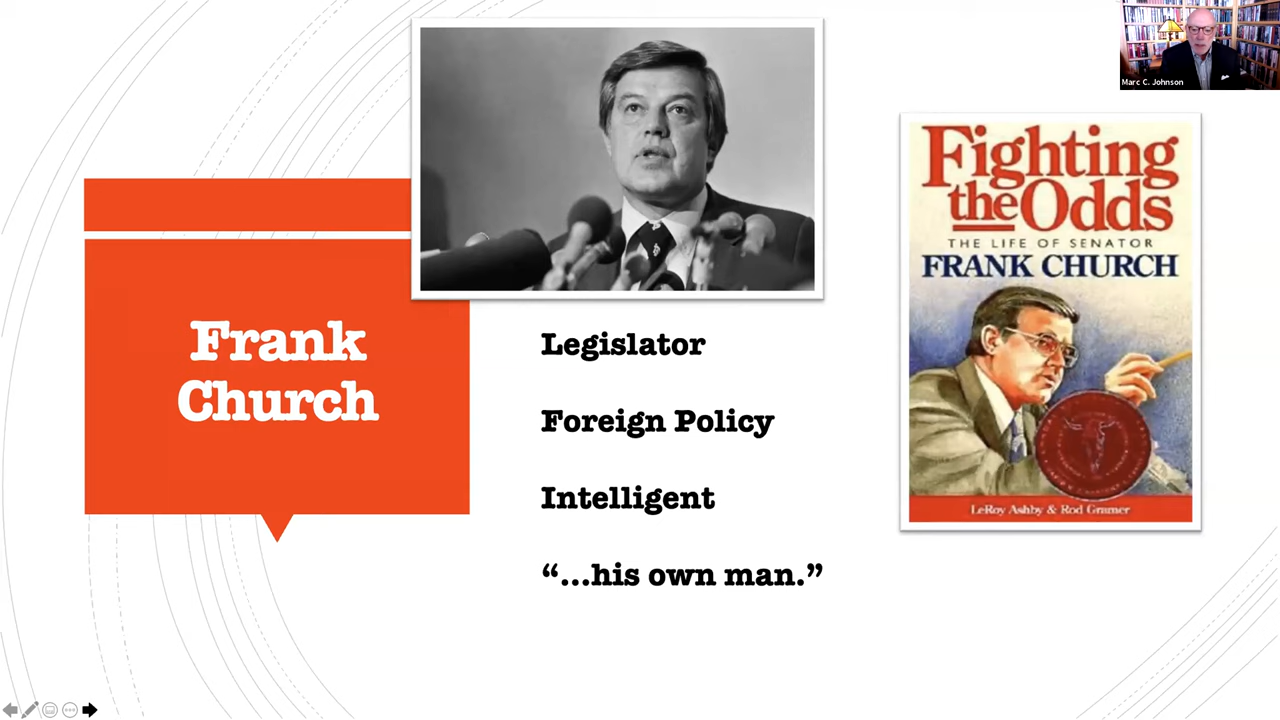 Marc C. Johnson
Fighting
the Odds
THE LIFE OF SENATOR
FRANK CHURCH
LeRoy Ashby & Rod Gramer
Frank
Church
Legislator
Foreign Policy
Intelligent
“...his own man.”